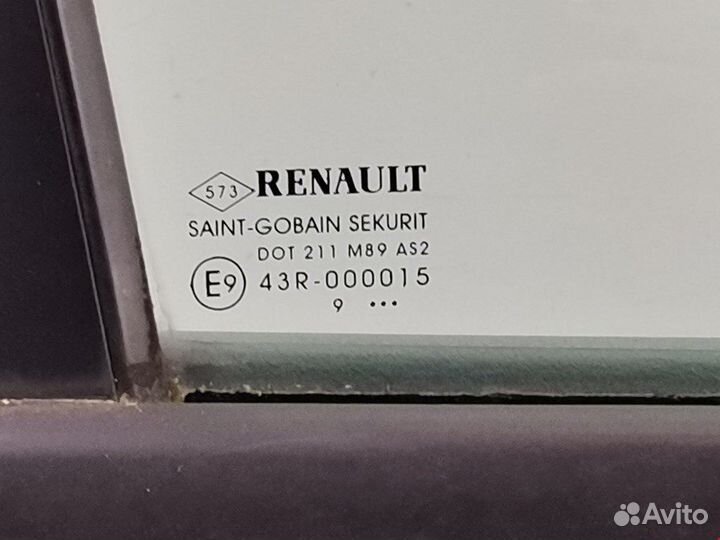 573 RENAULT
SAINT-GOBAIN SEKURIT
DOT 211 M89 AS2
E9 43R-000015
9 •••
Avito